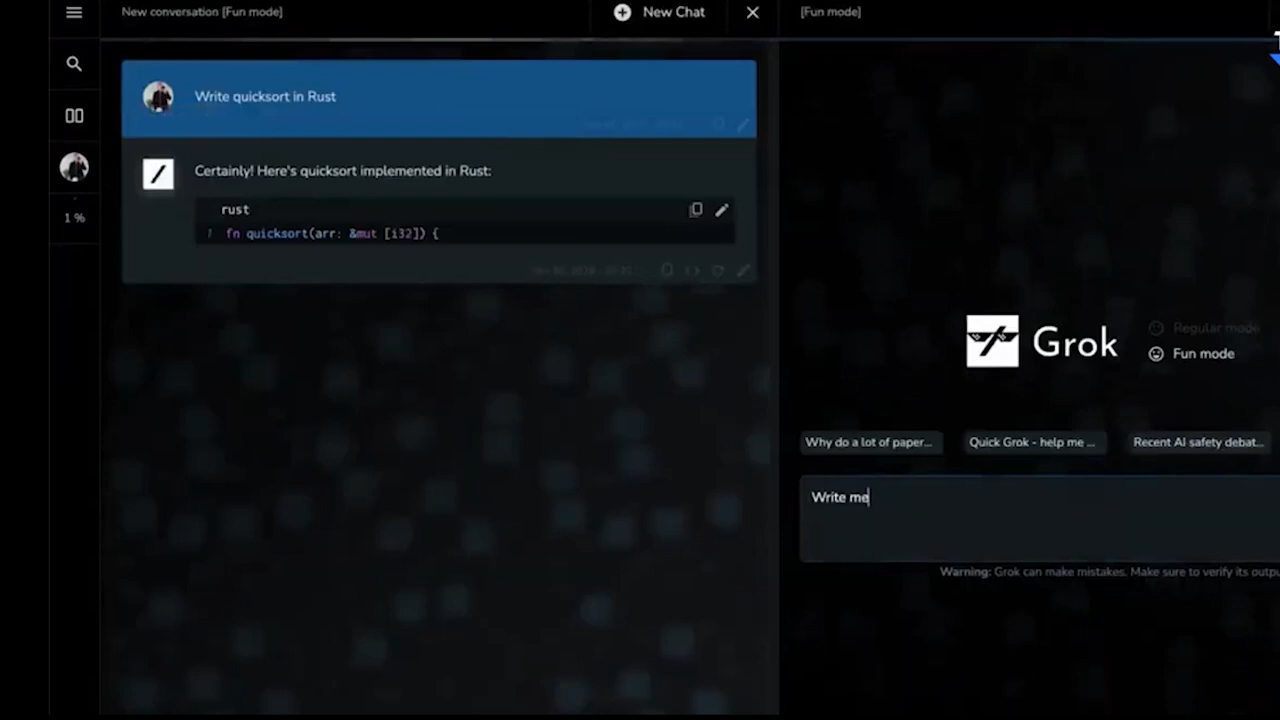 New conversation [Fun mode]
New Chat
[Fun mode]
Write quicksort in Rust
1 %
Certainly! Here's quicksort implemented in Rust:
rust
1 fn quicksort(arr: &mut [i32]) {
Grok
Regular mode
Fun mode
Why do a lot of paper...
Quick Grok - help me ...
Recent AI safety debat...
Write me
Warning: Grok can make mistakes. Make sure to verify its outpu